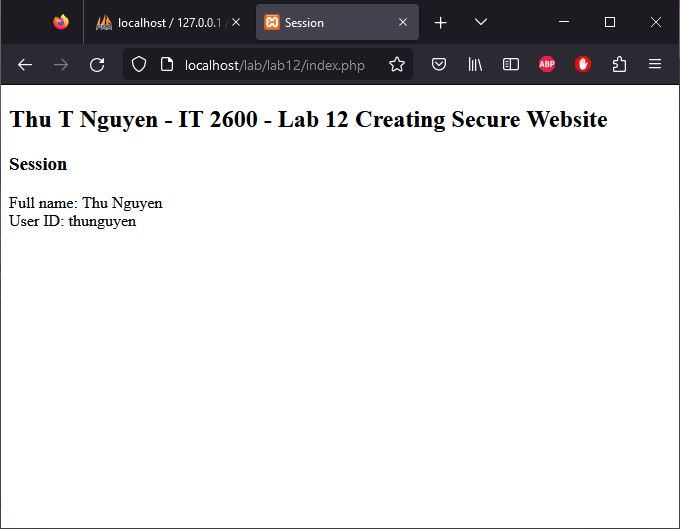 localhost / 127.0.0.1 /
Session
localhost/lab/lab12/index.php
ABP
Thu T Nguyen - IT 2600 - Lab 12 Creating Secure Website
Session
Full name: Thu Nguyen
User ID: thunguyen